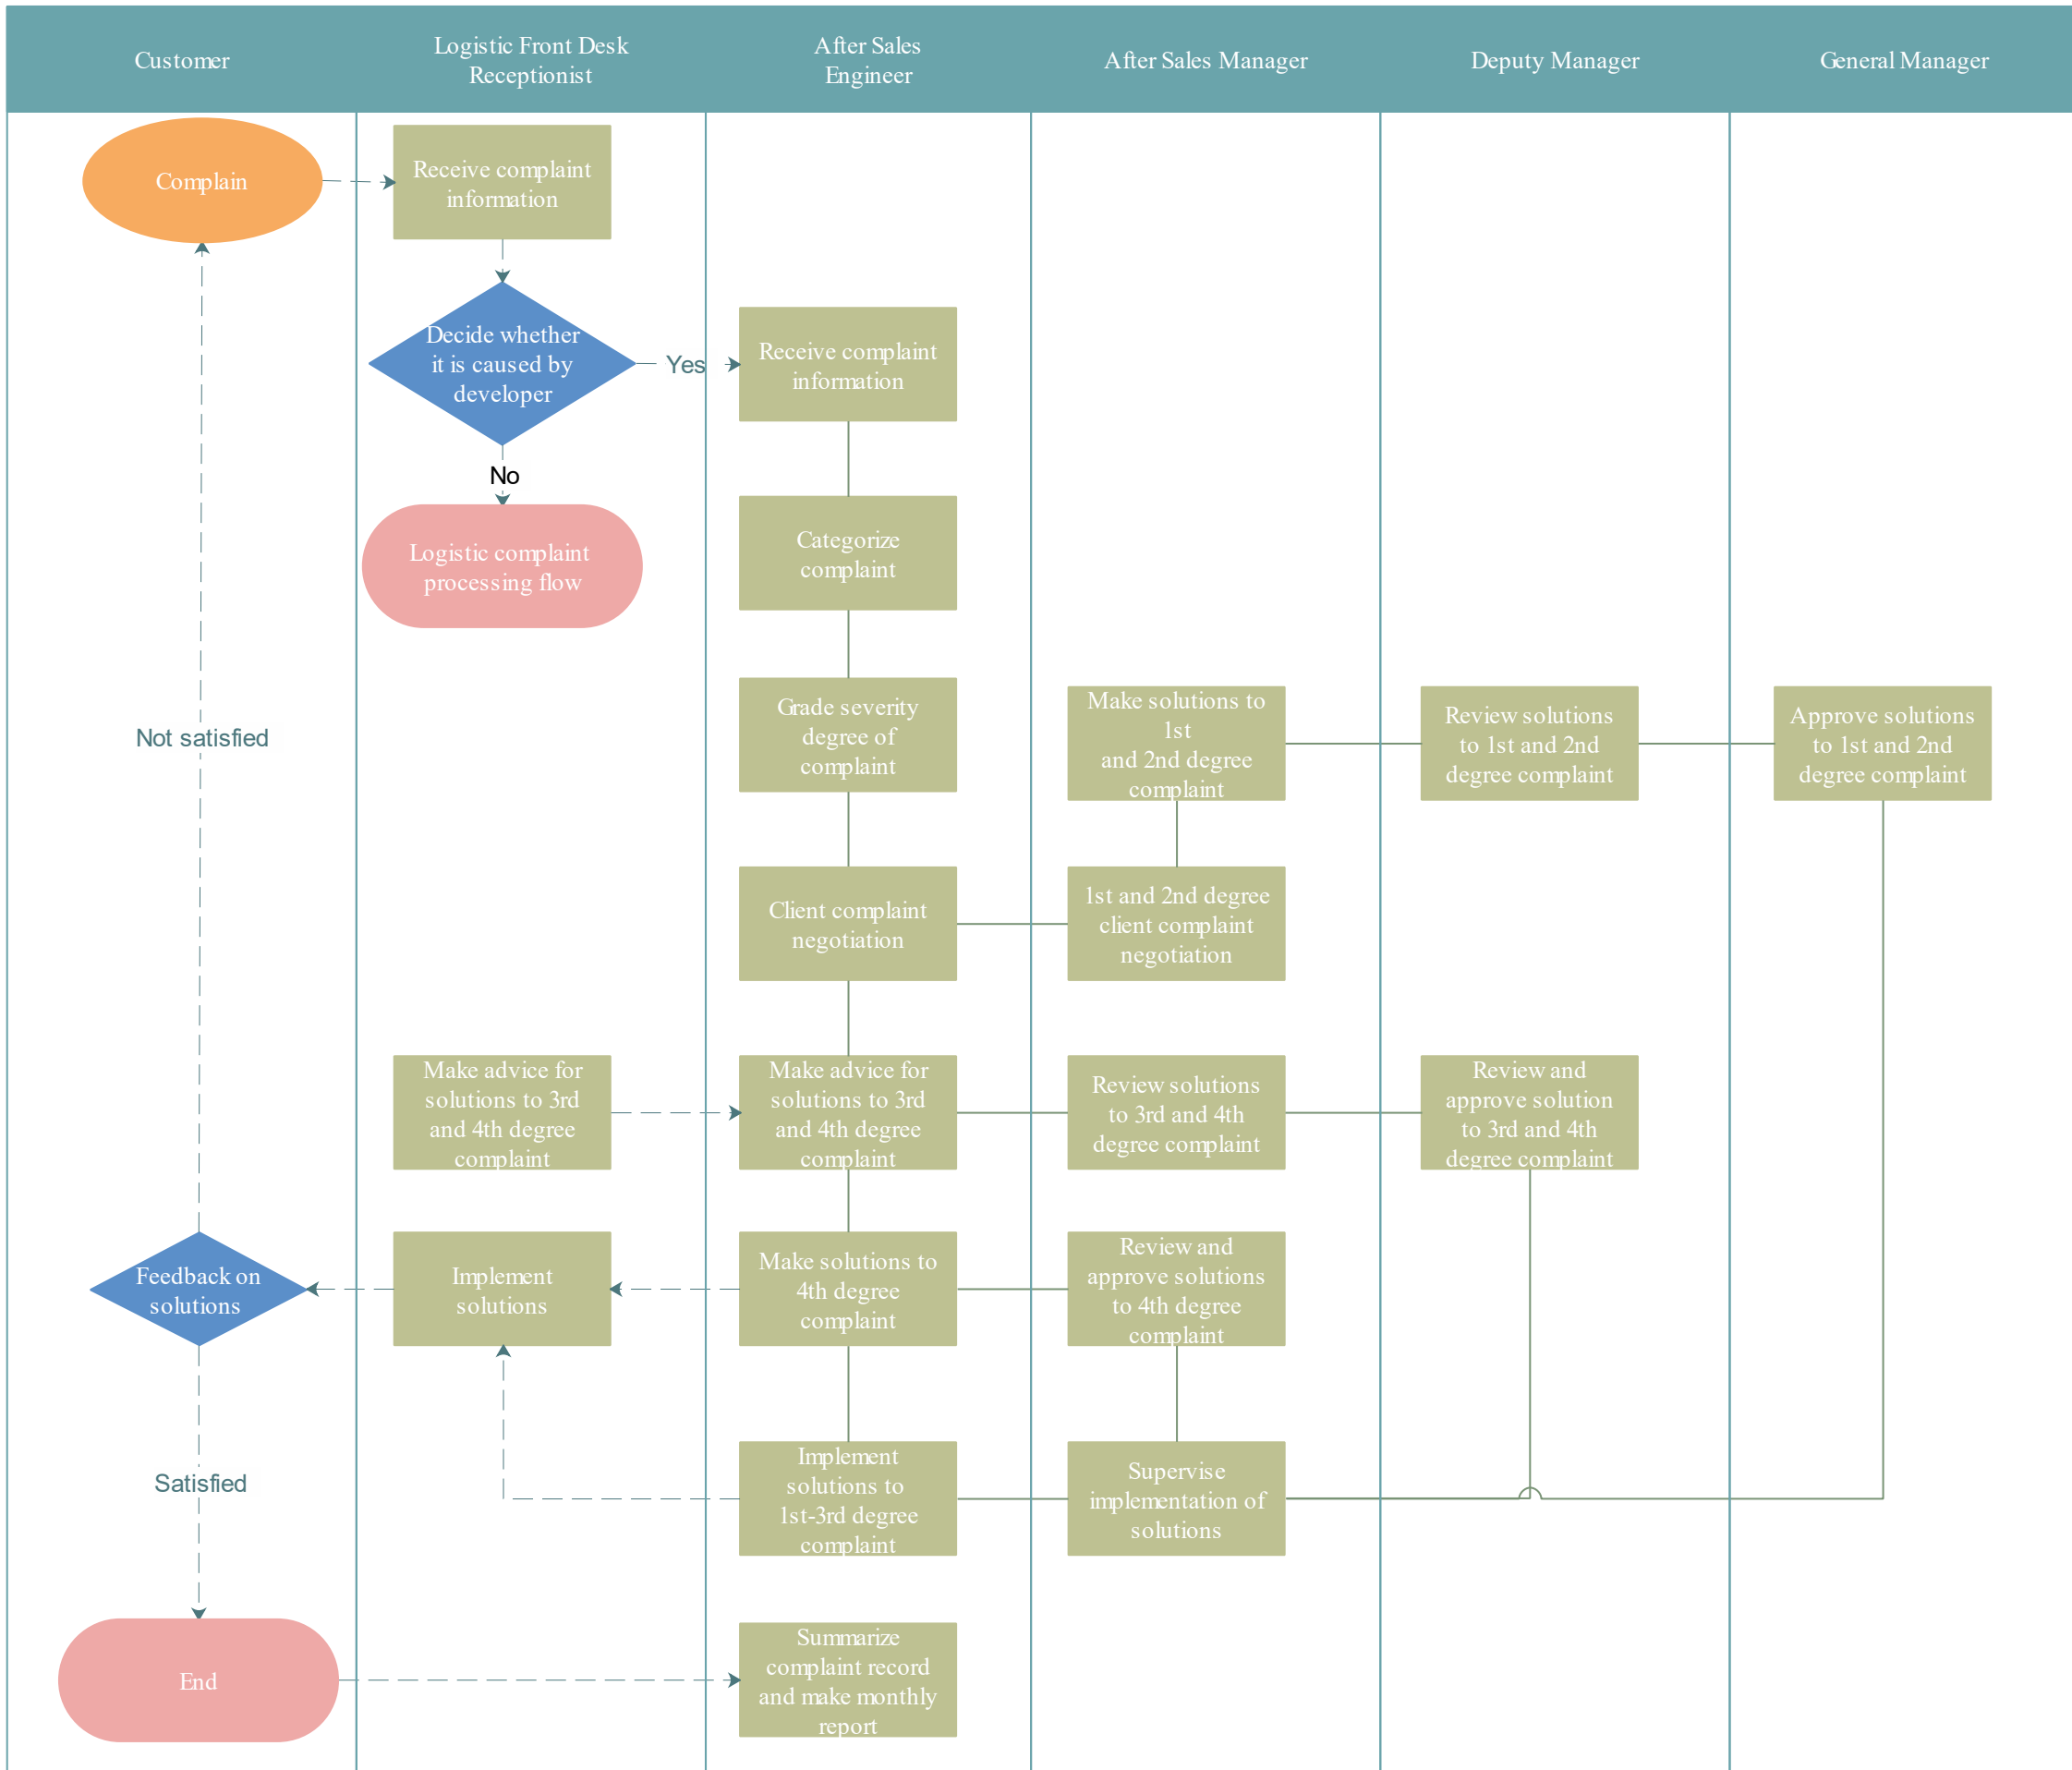 Customer
Logistic Front Desk
Receptionist
After Sales
Engineer
After Sales Manager
Deputy Manager
General Manager
Complain
Receive complaint
information
Decide whether
it is caused by
developer
Yes
Receive complaint
information
No
Logistic complaint
processing flow
Categorize
complaint
Grade severity
degree of
complaint
Make solutions to
1st
and 2nd degree
complaint
Review solutions
to 1st and 2nd
degree complaint
Approve solutions
to 1st and 2nd
degree complaint
Not satisfied
Client complaint
negotiation
1st and 2nd degree
client complaint
negotiation
Make advice for
solutions to 3rd
and 4th degree
complaint
Make advice for
solutions to 3rd
and 4th degree
complaint
Review solutions
to 3rd and 4th
degree complaint
Review and
approve solution
to 3rd and 4th
degree complaint
Feedback on
solutions
Implement
solutions
Make solutions to
4th degree
complaint
Review and
approve solutions
to 4th degree
complaint
Satisfied
Implement
solutions to
1st-3rd degree
complaint
Supervise
implementation of
solutions
End
Summarize
complaint record
and make monthly
report